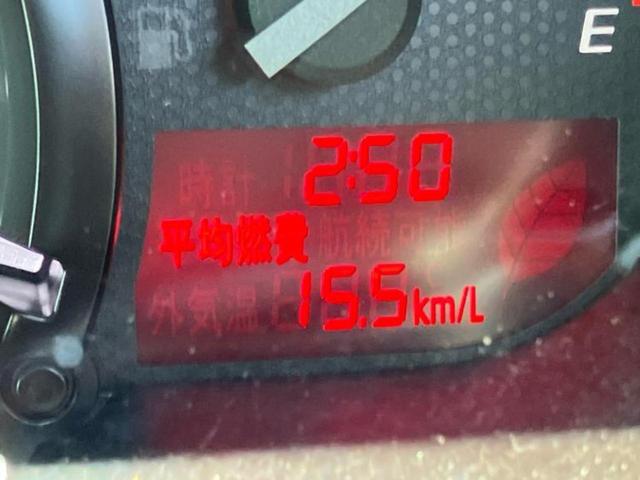 E
時計 2:50
平均燃費 航続可能
外気温 15.5km/L